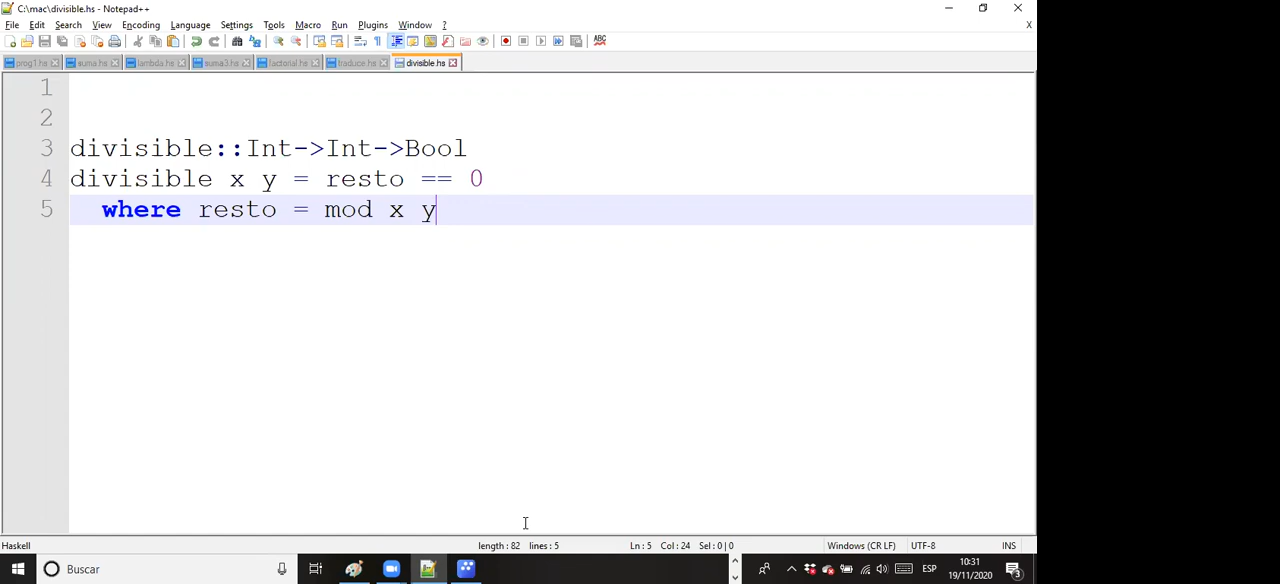 C:\mac\divisible.hs - Notepad++
File Edit Search View Encoding Language Settings Tools Macro Run Plugins Window ? X
prog1.hs suma.hs lambda.hs suma3.hs factorial.hs traduce.hs divisible.hs
1
2
3 divisible::Int->Int->Bool
4 divisible x y = resto == 0
5 where resto = mod x y
Haskell length : 82 lines : 5 Ln : 5 Col : 24 Sel : 0 | 0 Windows (CR LF) UTF-8 INS
Buscar ESP 10:31
19/11/2020 3